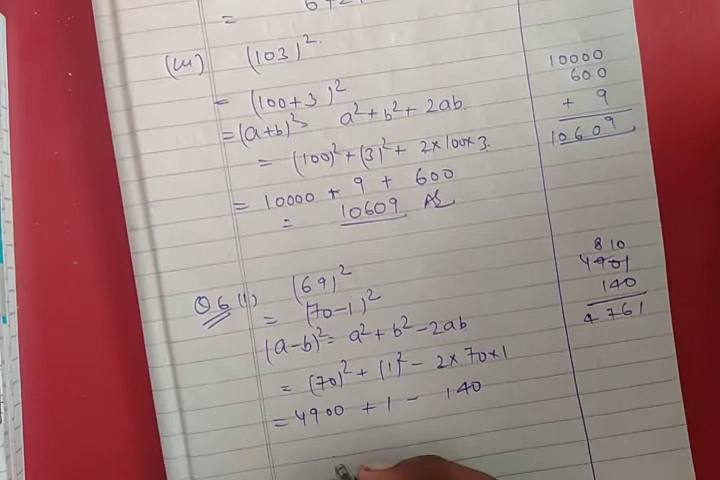 =
(iii) (103)².
= (100+3)²
= (a+b)² = a² + b² + 2ab.
= (100)² + (3)² + 2×100×3.
= 10000 + 9 + 600
= 10609 As
10000
600
+ 9
10609
Q6 (i) (69)²
= (70-1)²
(a-b)² = a² + b² - 2ab
= (70)² + (1)² - 2×70×1
= 4900 + 1 - 140
8 10
4901
140
4761